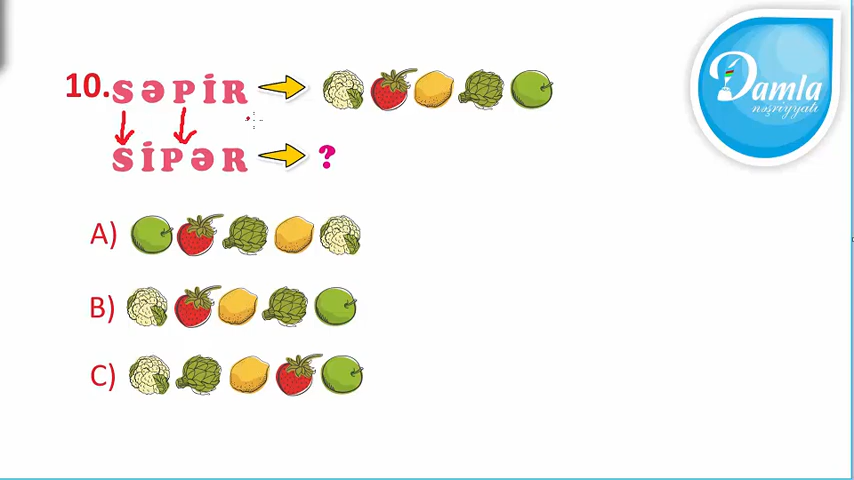 10. SƏPİR
SİPƏR ?
A)
B)
C)
Damla
nəşriyyatı